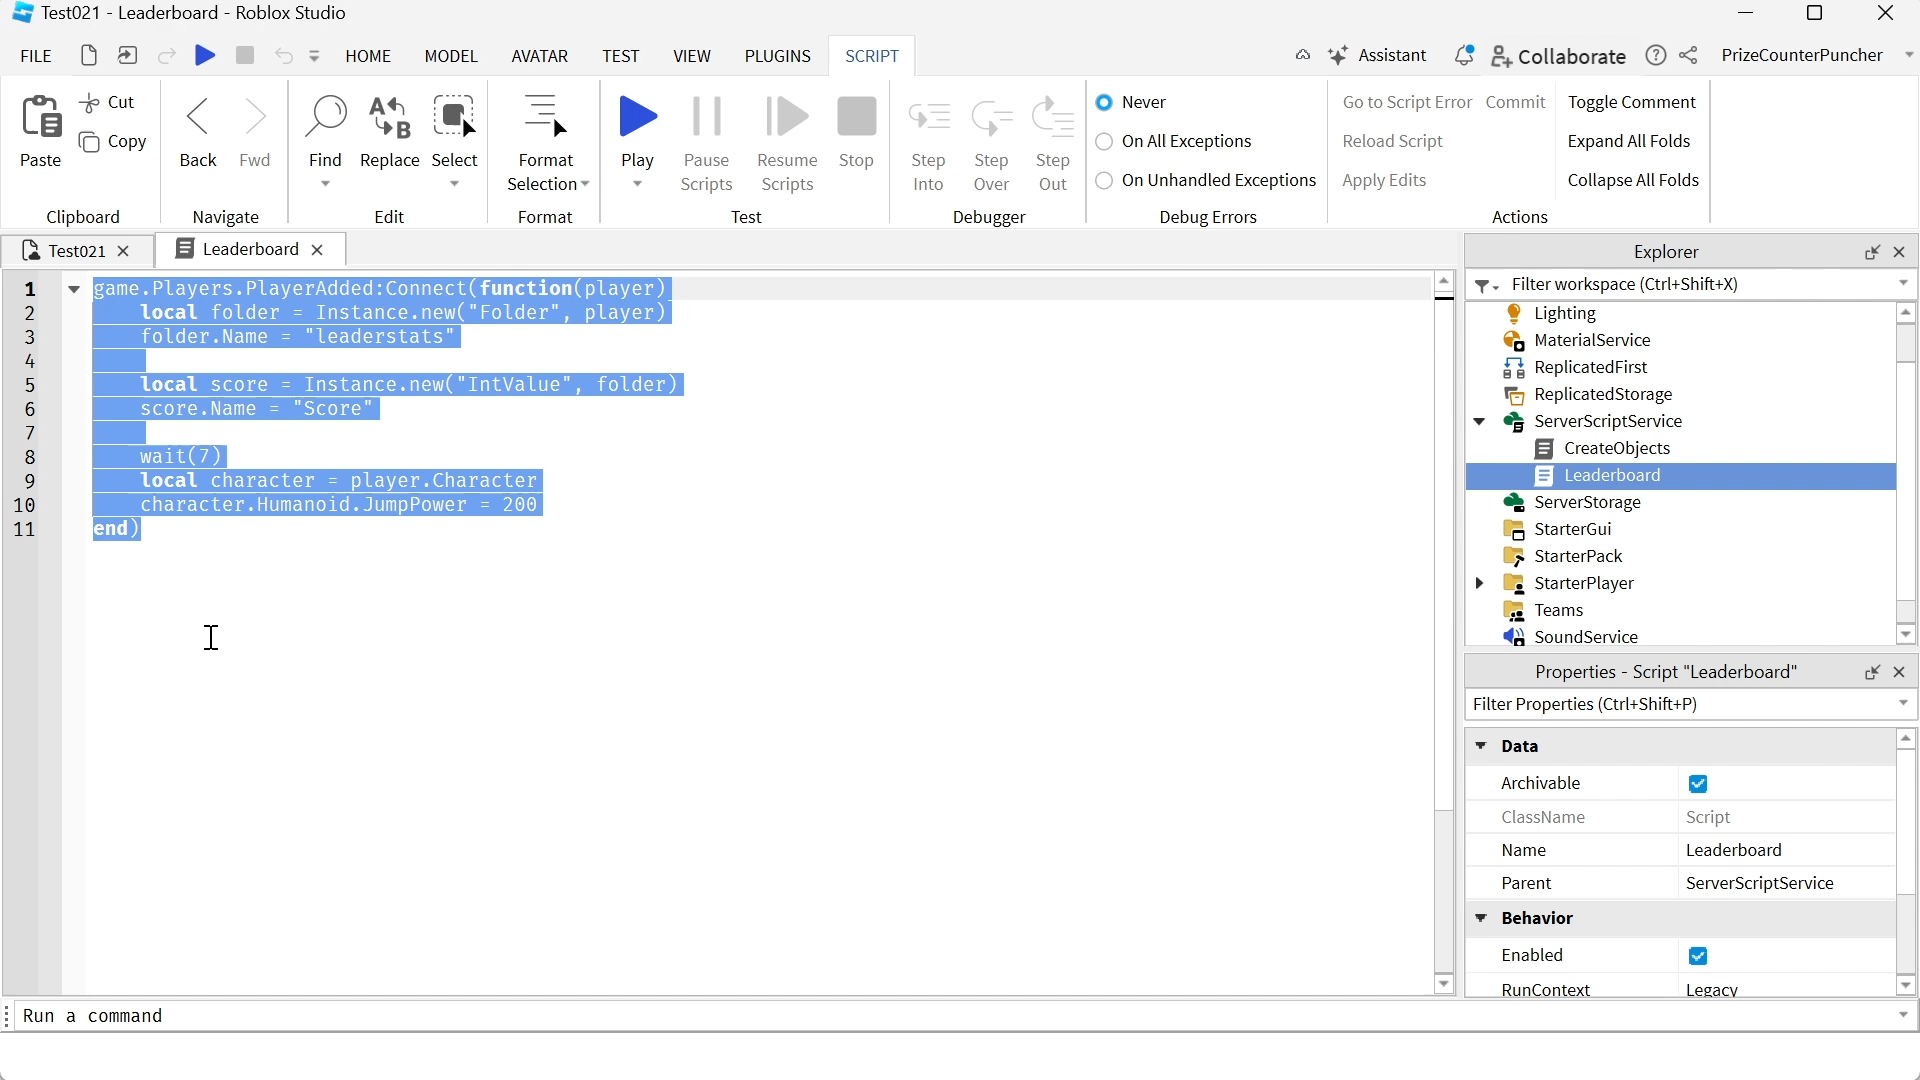 Test021 - Leaderboard - Roblox Studio
FILE HOME MODEL AVATAR TEST VIEW PLUGINS SCRIPT Assistant Collaborate PrizeCounterPuncher
Paste
Cut
Copy
Clipboard
Back
Fwd
Navigate
Find
Replace
Select
Edit
Format
Selection
Format
Play
Pause
Scripts
Resume
Scripts
Stop
Test
Step
Into
Step
Over
Step
Out
Debugger
Never
On All Exceptions
On Unhandled Exceptions
Debug Errors
Go to Script Error
Commit
Reload Script
Apply Edits
Toggle Comment
Expand All Folds
Collapse All Folds
Actions
Test021
Leaderboard
1 game.Players.PlayerAdded:Connect(function(player)
2 local folder = Instance.new("Folder", player)
3 folder.Name = "leaderstats"
4
5 local score = Instance.new("IntValue", folder)
6 score.Name = "Score"
7
8 wait(7)
9 local character = player.Character
10 character.Humanoid.JumpPower = 200
11 end)
Explorer
Filter workspace (Ctrl+Shift+X)
Lighting
MaterialService
ReplicatedFirst
ReplicatedStorage
ServerScriptService
CreateObjects
Leaderboard
ServerStorage
StarterGui
StarterPack
StarterPlayer
Teams
SoundService
Properties - Script "Leaderboard"
Filter Properties (Ctrl+Shift+P)
Data
Archivable
ClassName Script
Name Leaderboard
Parent ServerScriptService
Behavior
Enabled
RunContext Legacy
Run a command